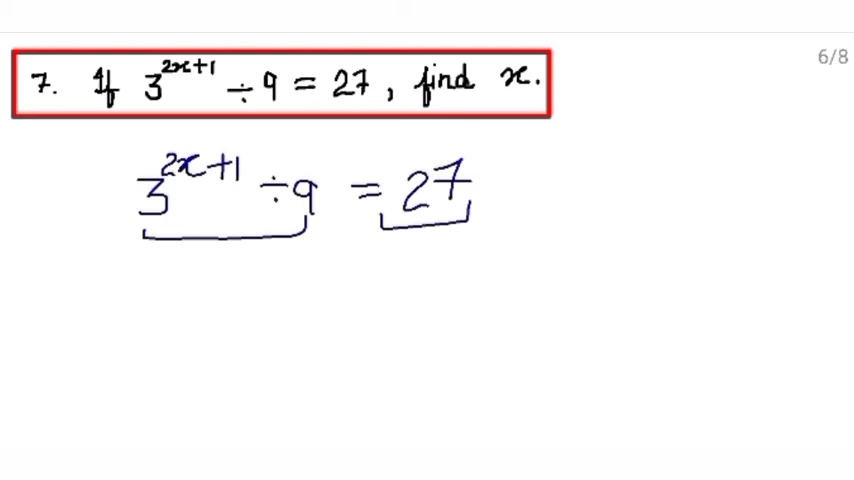 6/8
7. If 3^{2x+1} ÷ 9 = 27, find x.
3^{2x+1} ÷ 9 = 27